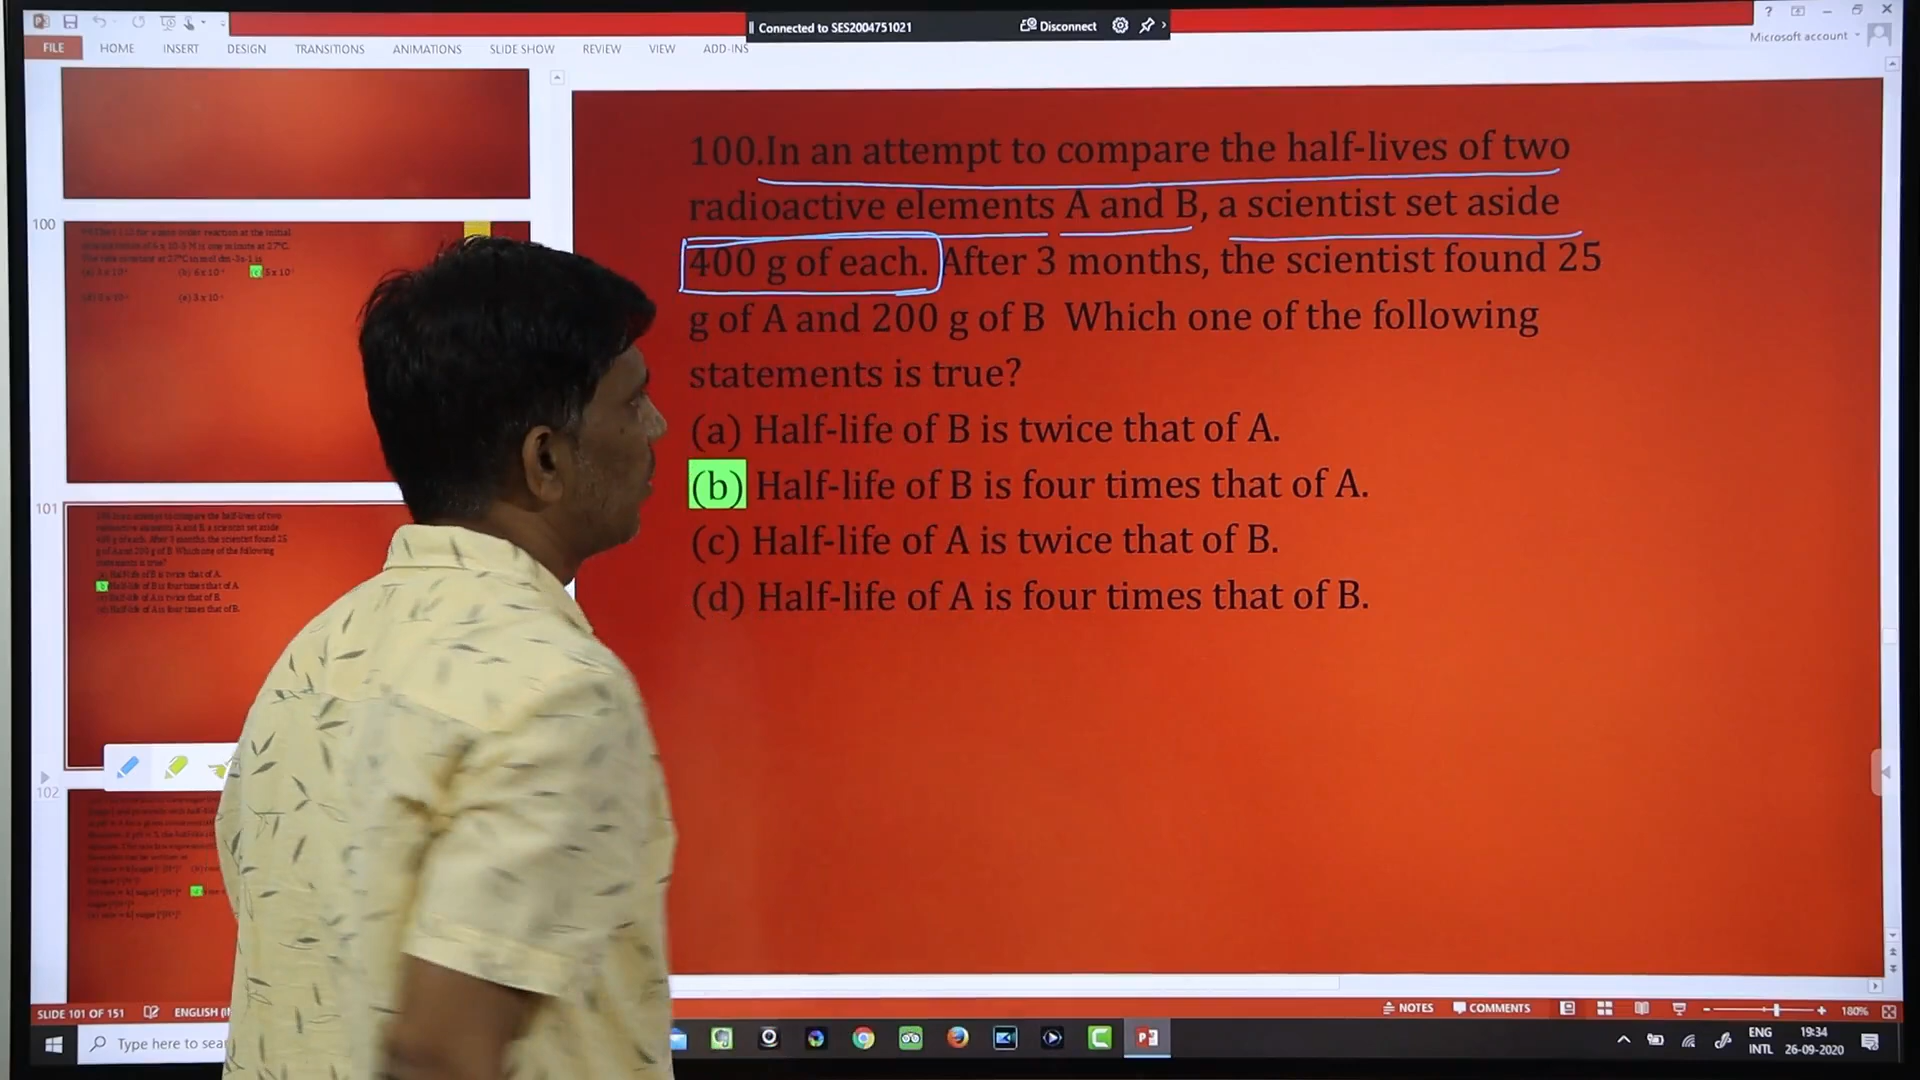 Connected to SES2004751021
Disconnect
?
Microsoft account
FILE HOME INSERT DESIGN TRANSITIONS ANIMATIONS SLIDE SHOW REVIEW VIEW ADD-INS
100
101
102
100.In an attempt to compare the half-lives of two
radioactive elements A and B, a scientist set aside
400 g of each. After 3 months, the scientist found 25
g of A and 200 g of B Which one of the following
statements is true?
(a) Half-life of B is twice that of A.
(b) Half-life of B is four times that of A.
(c) Half-life of A is twice that of B.
(d) Half-life of A is four times that of B.
SLIDE 101 OF 151
ENGLISH
NOTES
COMMENTS
180%
Type here to
ENG
INTL
19:34
26-09-2020